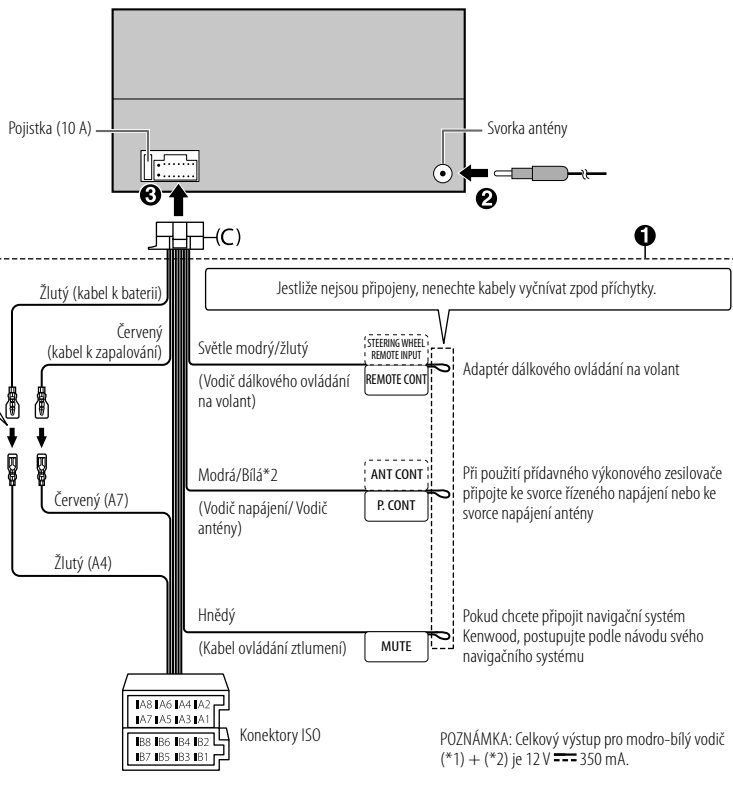 Pojistka (10 A)
Svorka antény
❸
❷
(C)
❶
Jestliže nejsou připojeny, nenechte kabely vyčnívat zpod příchytky.
Žlutý (kabel k baterii)
Červený
(kabel k zapalování)
Světle modrý/žlutý
(Vodič dálkového ovládání
na volant)
STEERING WHEEL
REMOTE INPUT
REMOTE CONT
Adaptér dálkového ovládání na volant
Modrá/Bílá*2
(Vodič napájení/ Vodič
antény)
ANT CONT
P. CONT
Při použití přídavného výkonového zesilovače
připojte ke svorce řízeného napájení nebo ke
svorce napájení antény
Červený (A7)
Žlutý (A4)
Hnědý
(Kabel ovládání ztlumení)
MUTE
Pokud chcete připojit navigační systém
Kenwood, postupujte podle návodu svého
navigačního systému
A8 A6 A4 A2
A7 A5 A3 A1
B8 B6 B4 B2
B7 B5 B3 B1
Konektory ISO
POZNÁMKA: Celkový výstup pro modro-bílý vodič
(*1) + (*2) je 12 V ⎓ 350 mA.